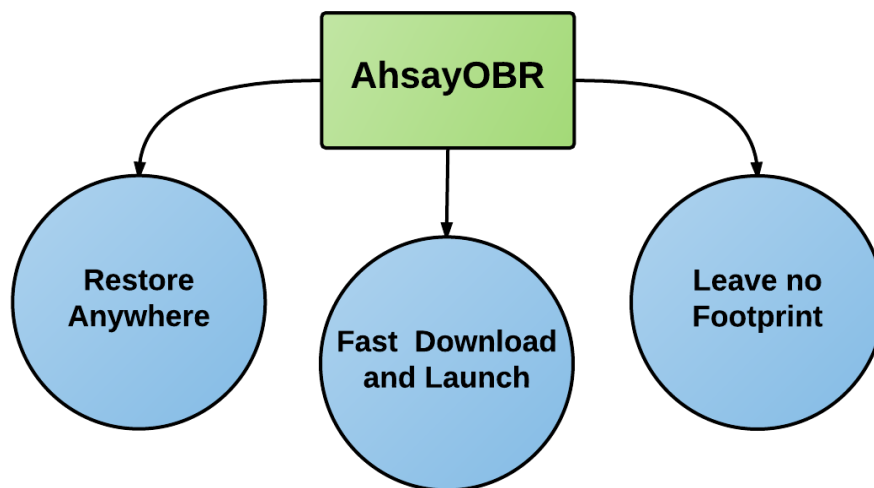 AhsayOBR
Restore
Anywhere
Fast Download
and Launch
Leave no
Footprint